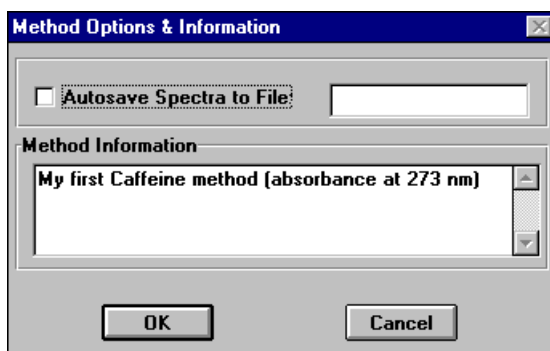 Method Options & Information
Autosave Spectra to File:
Method Information
My first Caffeine method (absorbance at 273 nm)
OK
Cancel